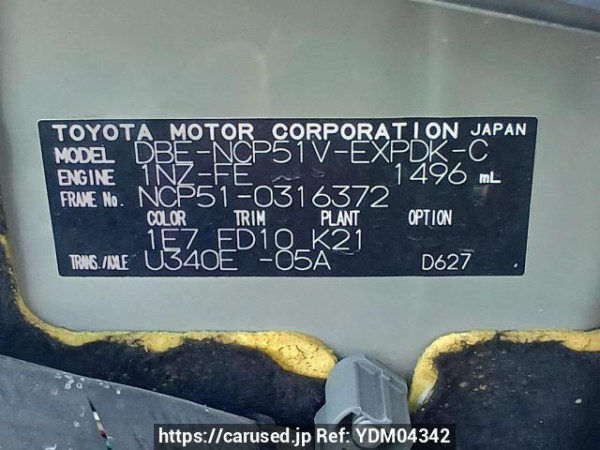 TOYOTA MOTOR CORPORATION JAPAN
MODEL DBE-NCP51V-EXPDK-C
ENGINE 1NZ-FE 1496 mL
FRAME No. NCP51-0316372
COLOR TRIM PLANT OPTION
1E7 FD10 K21
TRANS./AXLE U340E -05A D627
https://carused.jp Ref: YDM04342